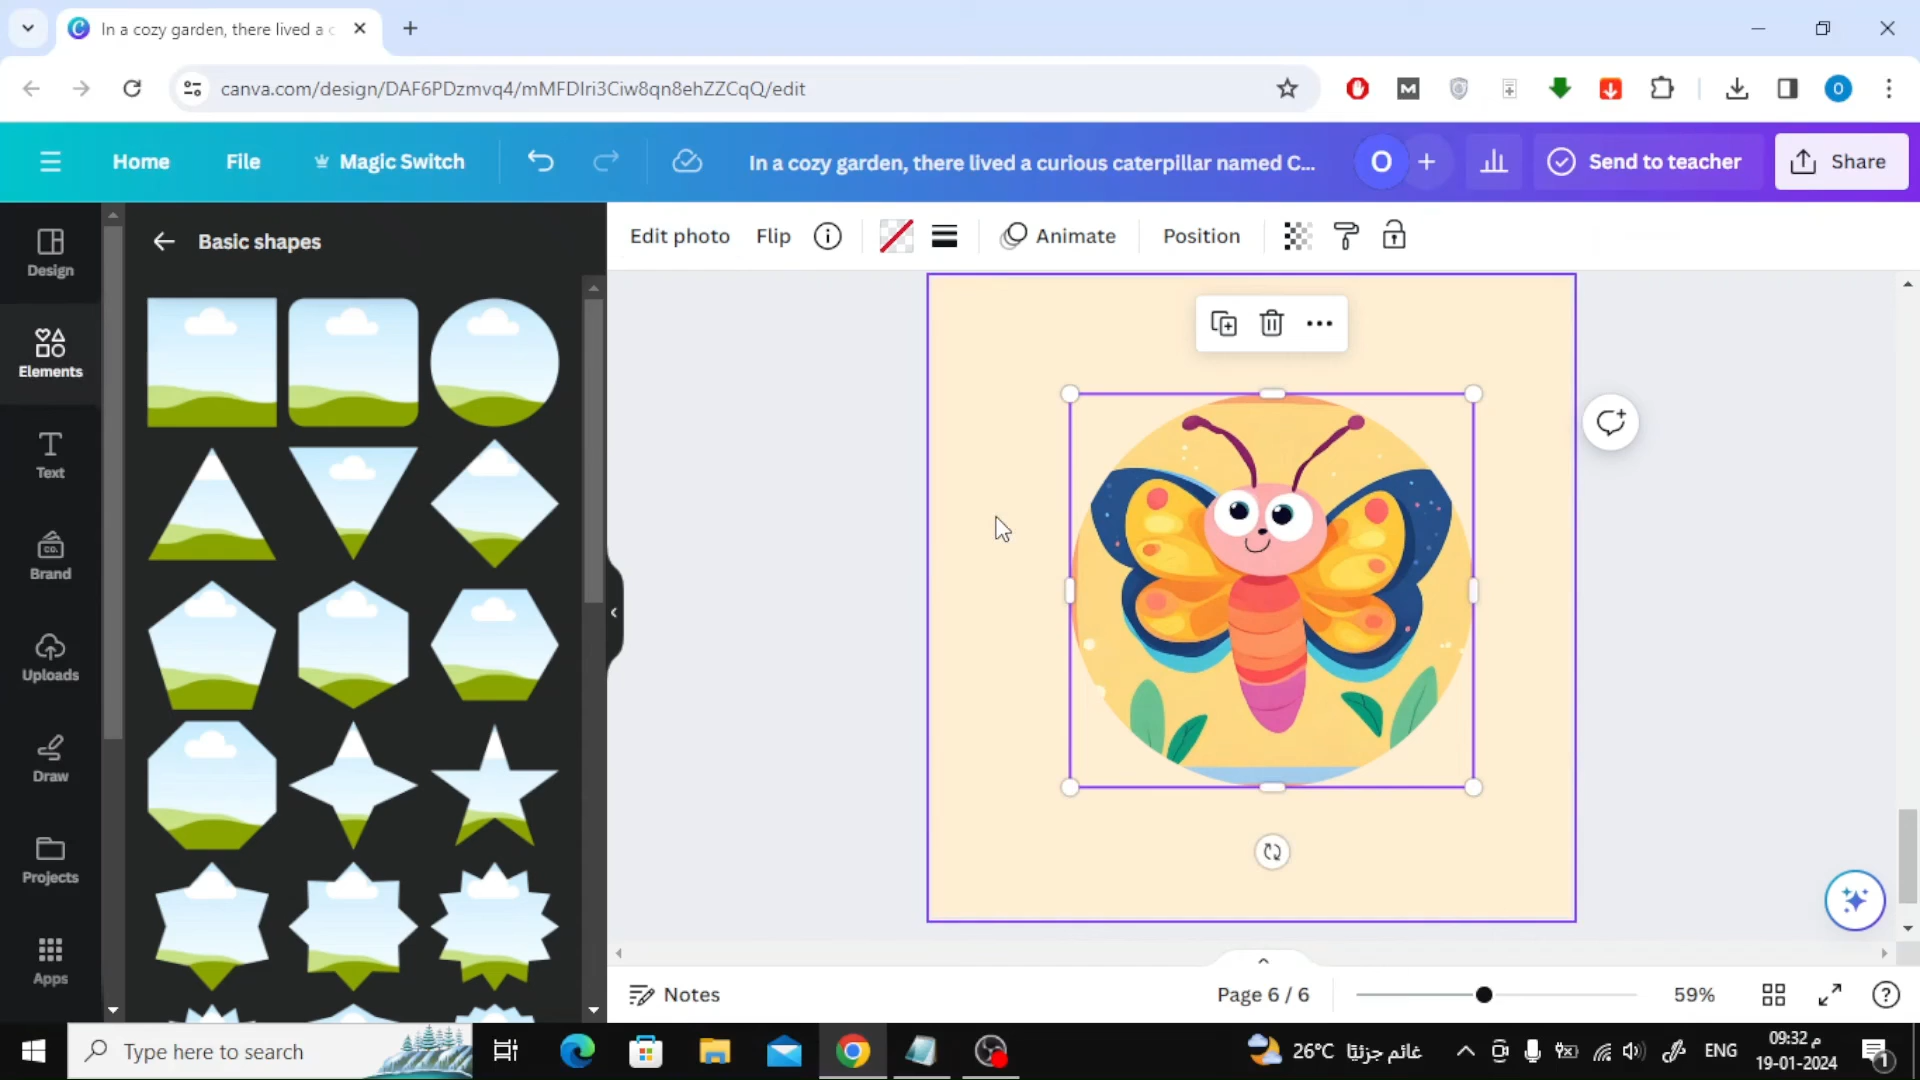 In a cozy garden, there lived a c
canva.com/design/DAF6PDzmvq4/mMFDIri3Ciw8qn8ehZZCqQ/edit
M
O
Home
File
Magic Switch
In a cozy garden, there lived a curious caterpillar named C...
O
Send to teacher
Share
Design
Elements
Text
CO.
Brand
Uploads
Draw
Projects
Apps
Basic shapes
Edit photo
Flip
Animate
Position
Notes
Page 6 / 6
59%
Type here to search
26°C غائم جزئيًا
ENG
09:32 م
19-01-2024
1